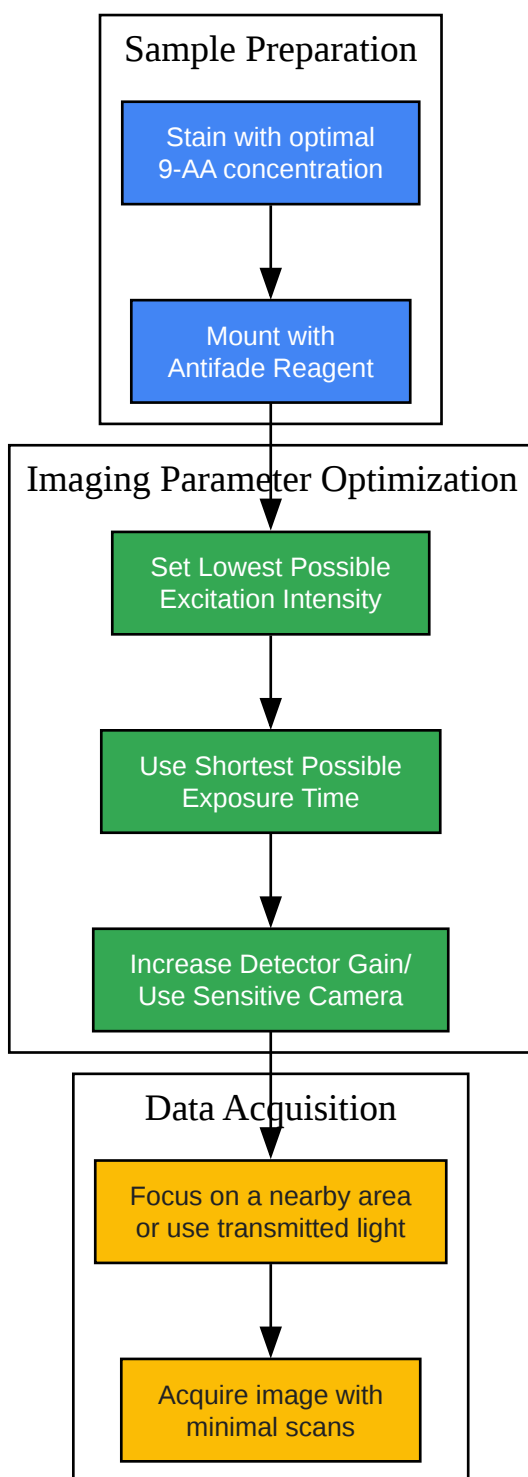 Sample Preparation
Stain with optimal
9-AA concentration
Mount with
Antifade Reagent
Imaging Parameter Optimization
Set Lowest Possible
Excitation Intensity
Use Shortest Possible
Exposure Time
Increase Detector Gain/
Use Sensitive Camera
Data Acquisition
Focus on a nearby area
or use transmitted light
Acquire image with
minimal scans